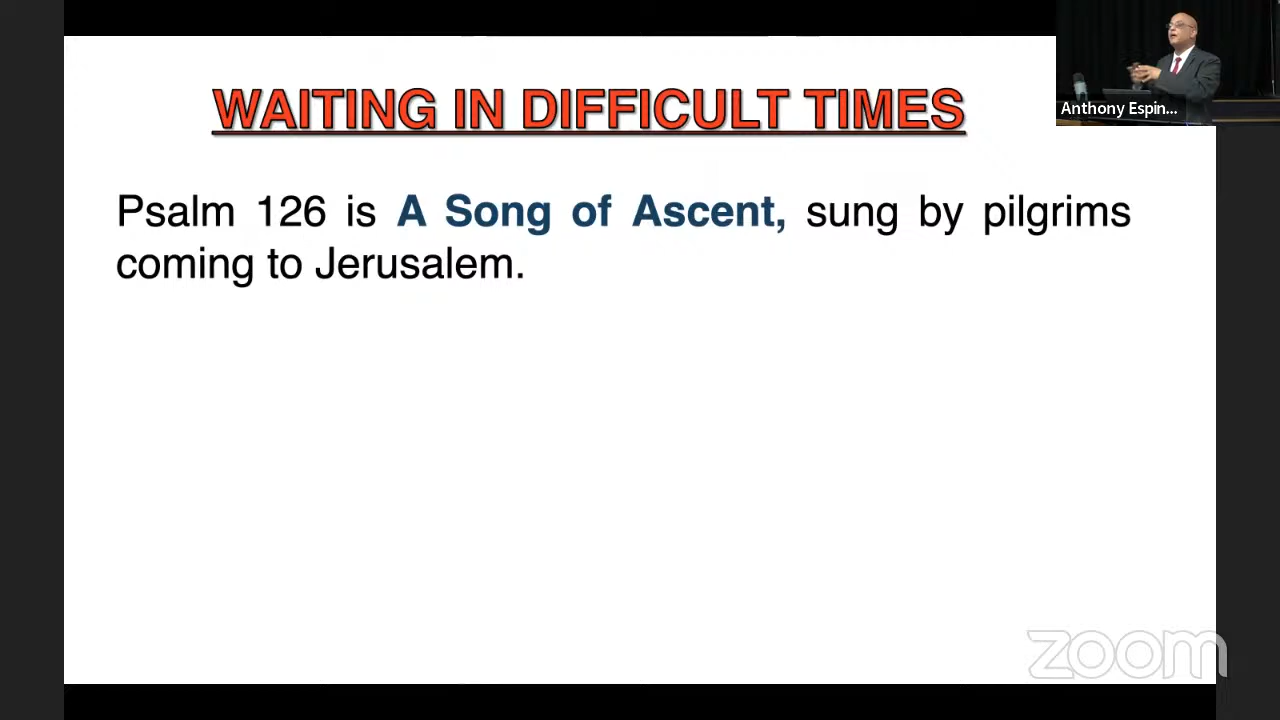 WAITING IN DIFFICULT TIMES
Anthony Espin...
Psalm 126 is A Song of Ascent, sung by pilgrims
coming to Jerusalem.
zoom